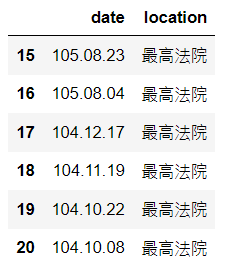 date location
15 105.08.23 最高法院
16 105.08.04 最高法院
17 104.12.17 最高法院
18 104.11.19 最高法院
19 104.10.22 最高法院
20 104.10.08 最高法院